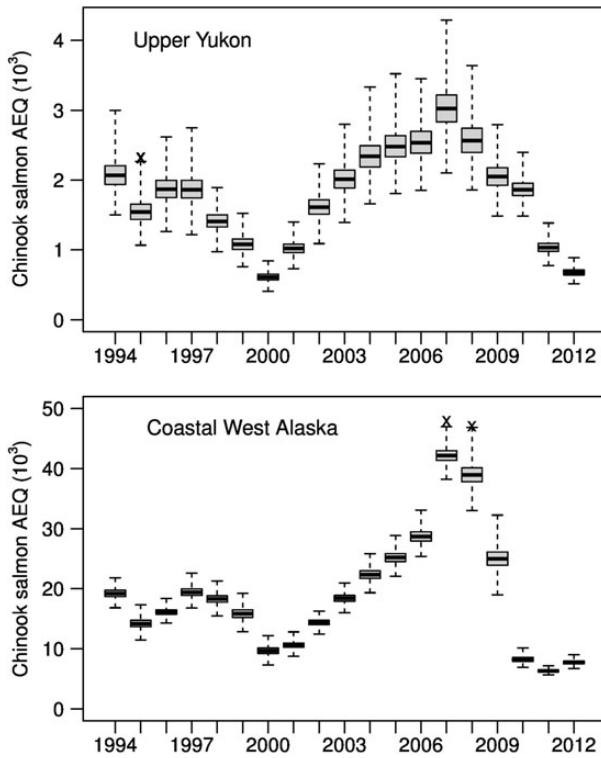 Upper Yukon
Chinook salmon AEQ (10³)
4
3
2
1
0
x
1994 1997 2000 2003 2006 2009 2012
Coastal West Alaska
Chinook salmon AEQ (10³)
50
40
30
20
10
0
x x
1994 1997 2000 2003 2006 2009 2012